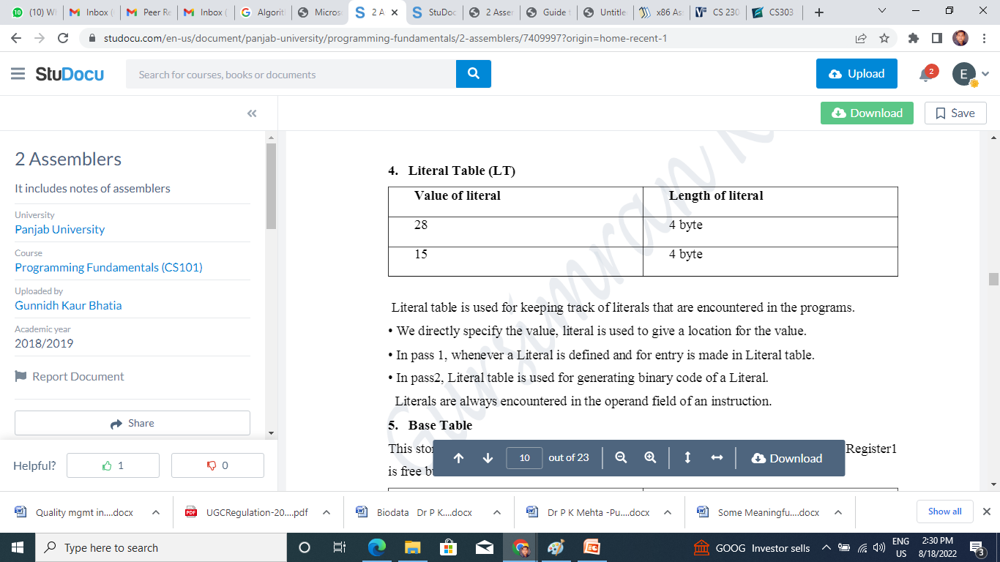 (10) W
Inbox (
Peer Re
Inbox (
Algorit
Micros
S 2 A
S StuDoc
2 Asser
Guide t
Untitle
x86 As
CS 230
CS303
studocu.com/en-us/document/panjab-university/programming-fundamentals/2-assemblers/7409997?origin=home-recent-1
StuDocu
Search for courses, books or documents
Upload
2
E
Download
Save
2 Assemblers
It includes notes of assemblers
University
Panjab University
Course
Programming Fundamentals (CS101)
Uploaded by
Gunnidh Kaur Bhatia
Academic year
2018/2019
Report Document
Share
Helpful?
1
0
4. Literal Table (LT)
Value of literal Length of literal
28 4 byte
15 4 byte
Literal table is used for keeping track of literals that are encountered in the programs.
• We directly specify the value, literal is used to give a location for the value.
• In pass 1, whenever a Literal is defined and for entry is made in Literal table.
• In pass2, Literal table is used for generating binary code of a Literal.
Literals are always encountered in the operand field of an instruction.
5. Base Table
This stor Register1
is free b
10 out of 23
Download
Gursimran K
Quality mgmt in....docx
UGCRegulation-20....pdf
Biodata Dr P K....docx
Dr P K Mehta -Pu....docx
Some Meaningfu....docx
Show all
Type here to search
GOOG Investor sells
ENG
US
2:30 PM
8/18/2022
3